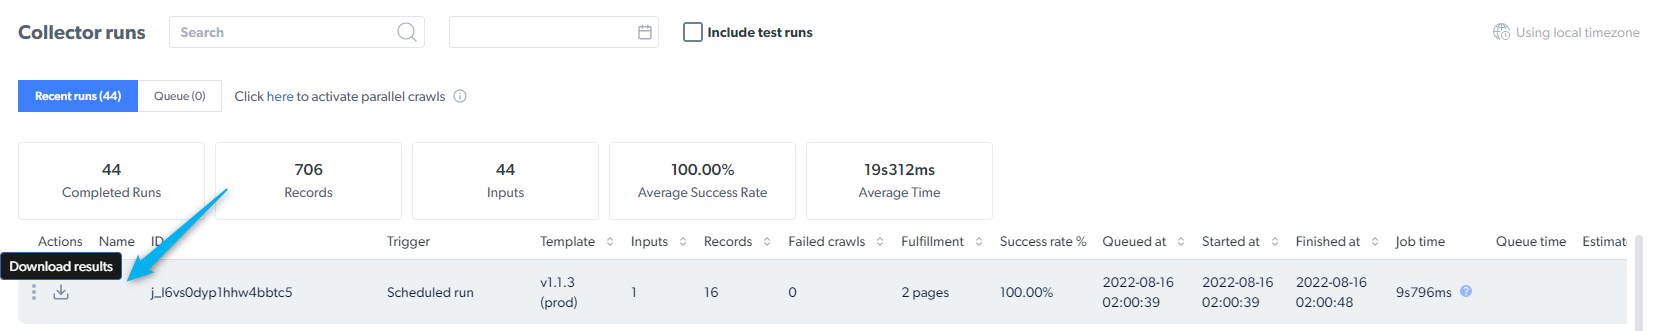 Collector runs Search Include test runs Using local timezone
Recent runs (44) Queue (0) Click here to activate parallel crawls
44 706 44 100.00% 19s312ms
Completed Runs Records Inputs Average Success Rate Average Time
Actions Name ID Trigger Template Inputs Records Failed crawls Fulfillment Success rate % Queued at Started at Finished at Job time Queue time Estimat
Download results
j_l6vs0dyp1hhw4bbtc5 Scheduled run v1.1.3 1 16 0 2 pages 100.00% 2022-08-16 2022-08-16 2022-08-16 9s796ms
(prod) 02:00:39 02:00:39 02:00:48